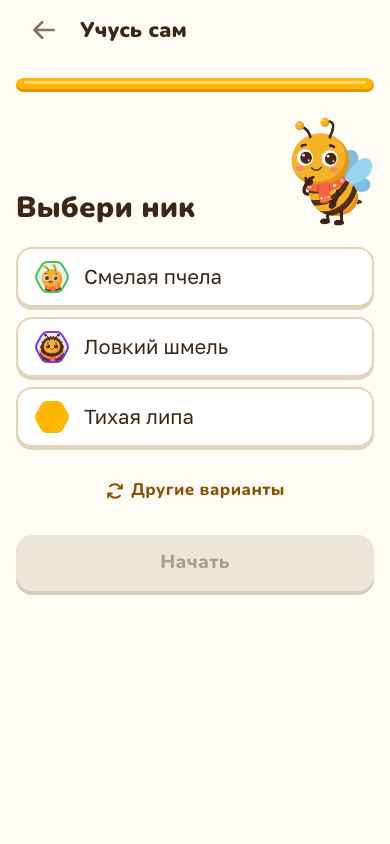 Учусь сам
Выбери ник
Смелая пчела
Ловкий шмель
Тихая липа
Другие варианты
Начать